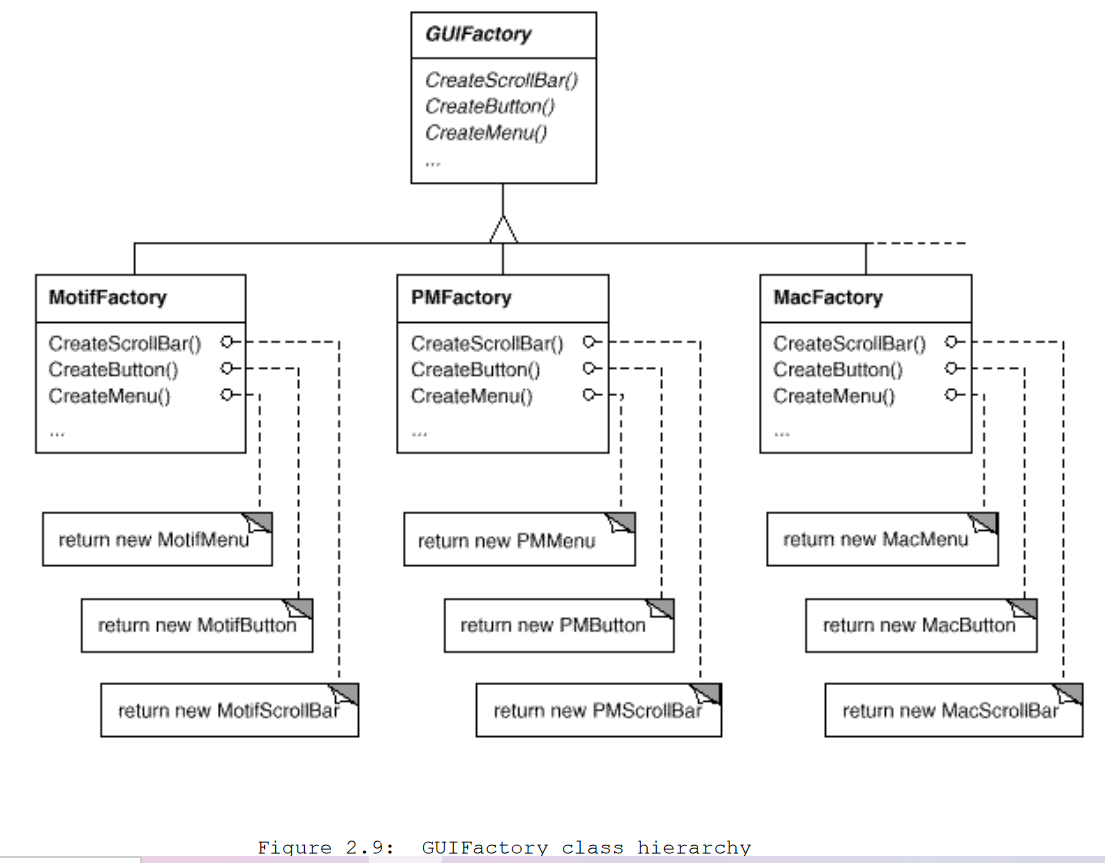 GUIFactory
CreateScrollBar()
CreateButton()
CreateMenu()
...
MotifFactory
CreateScrollBar()
CreateButton()
CreateMenu()
...
return new MotifMenu
return new MotifButton
return new MotifScrollBar
PMFactory
CreateScrollBar()
CreateButton()
CreateMenu()
...
return new PMMenu
return new PMButton
return new PMScrollBar
MacFactory
CreateScrollBar()
CreateButton()
CreateMenu()
...
return new MacMenu
return new MacButton
return new MacScrollBar
Figure 2.9: GUIFactory class hierarchy